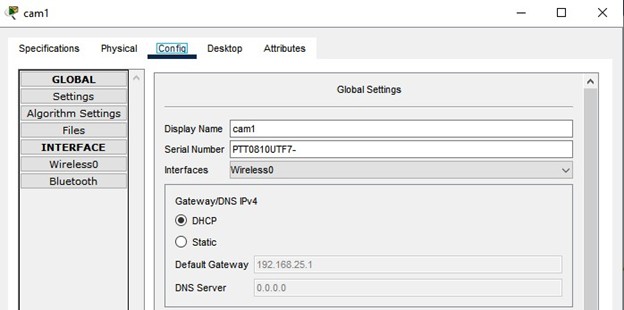 cam1
Specifications Physical Config Desktop Attributes
GLOBAL
Settings
Algorithm Settings
Files
INTERFACE
Wireless0
Bluetooth
Global Settings
Display Name cam1
Serial Number PTT0810UTF7-
Interfaces Wireless0
Gateway/DNS IPv4
DHCP
Static
Default Gateway 192.168.25.1
DNS Server 0.0.0.0